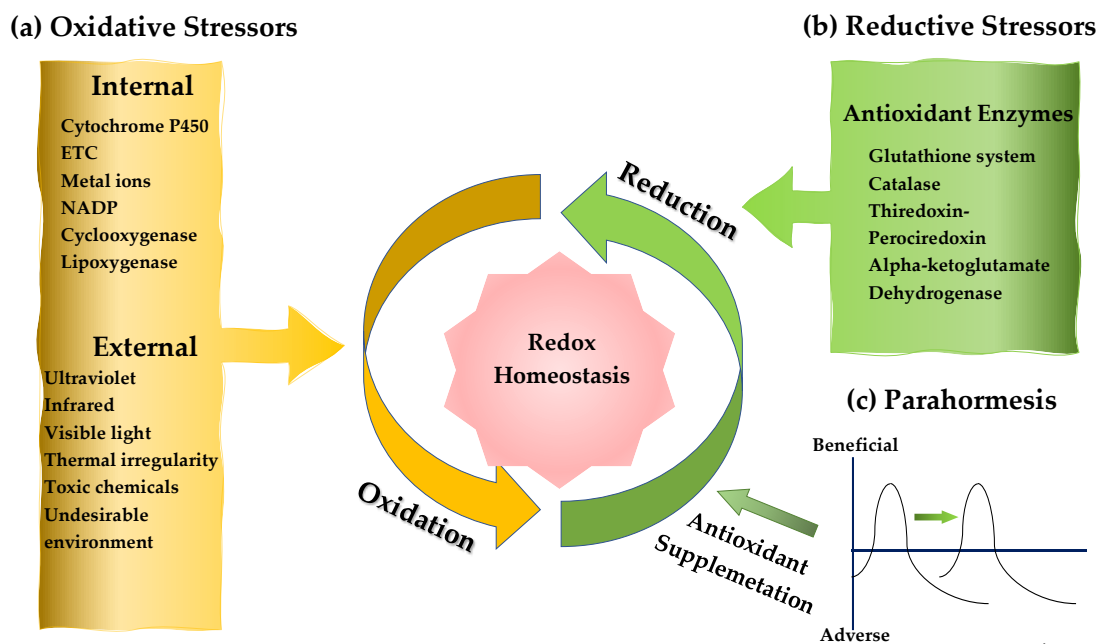 (a) Oxidative Stressors
Internal
Cytochrome P450
ETC
Metal ions
NADP
Cyclooxygenase
Lipoxygenase
External
Ultraviolet
Infrared
Visible light
Thermal irregularity
Toxic chemicals
Undesirable
environment
Reduction
Redox
Homeostasis
Oxidation
(b) Reductive Stressors
Antioxidant Enzymes
Glutathione system
Catalase
Thiredoxin-
Perociredoxin
Alpha-ketoglutamate
Dehydrogenase
Antioxidant
Supplemetation
(c) Parahormesis
Beneficial
Adverse